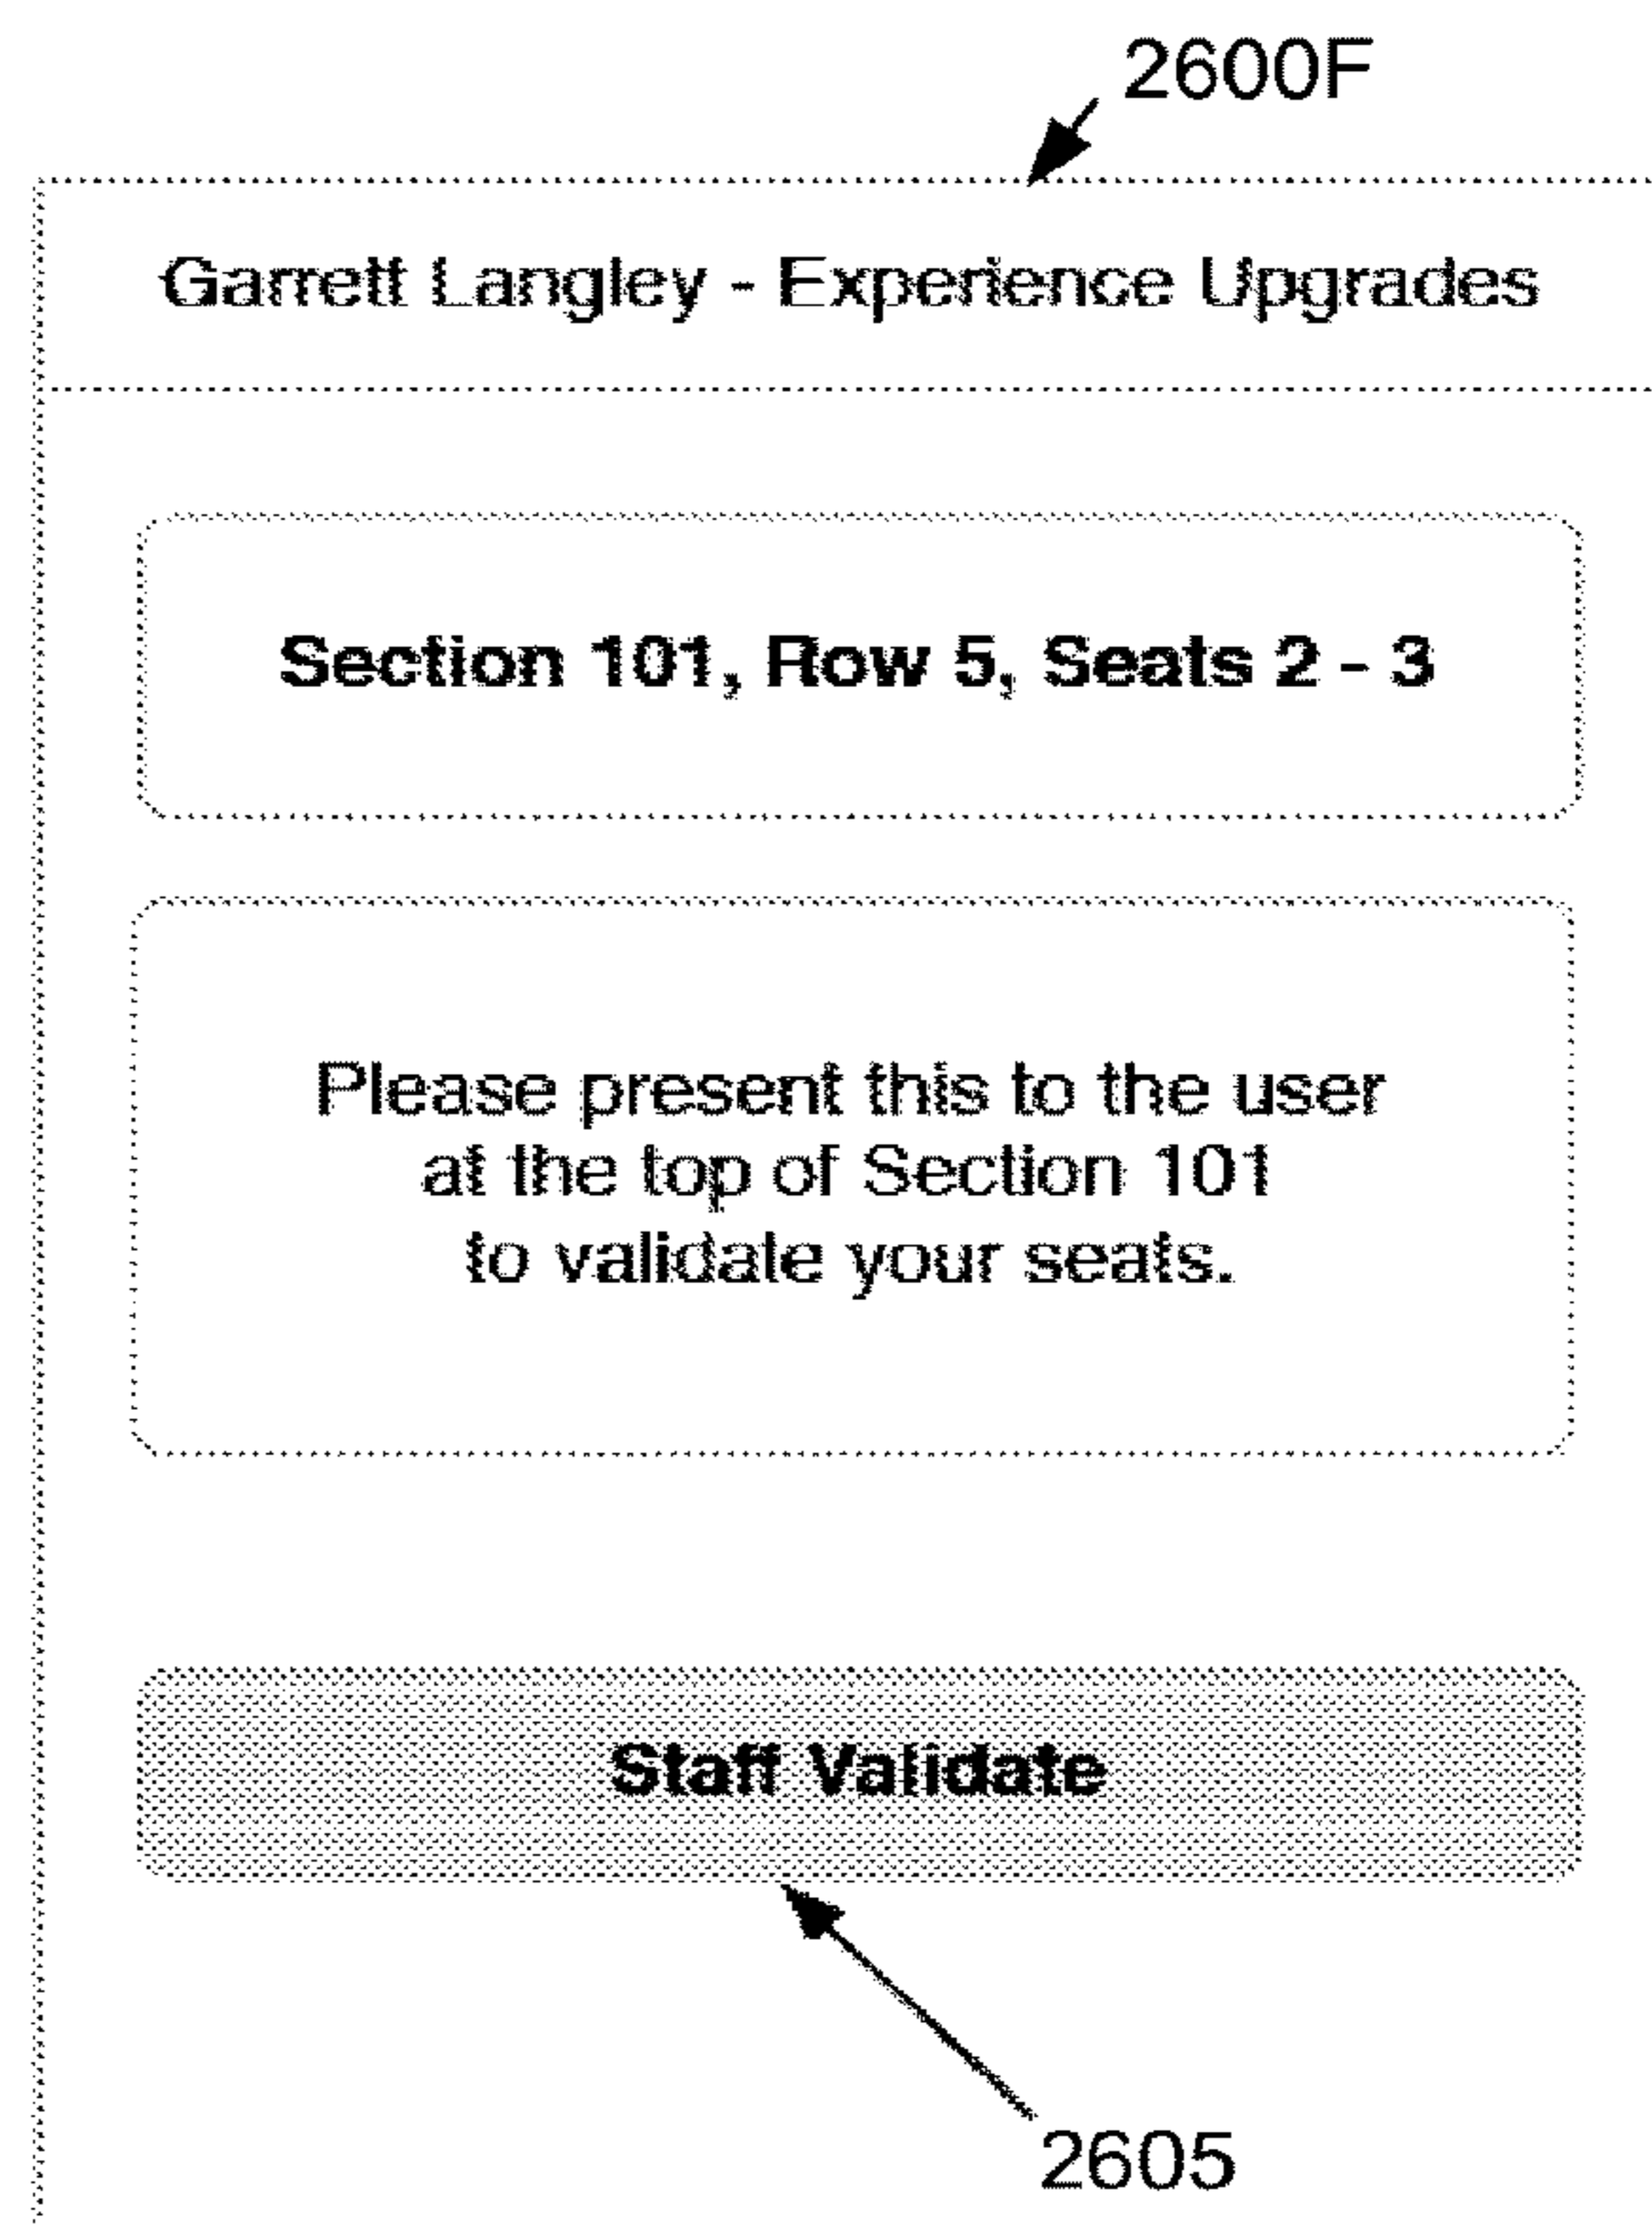 2600F
Garrett Langley - Experience Upgrades
Section 101, Row 5, Seats 2 - 3
Please present this to the user
at the top of Section 101
to validate your seats.
Staff Validate
2605